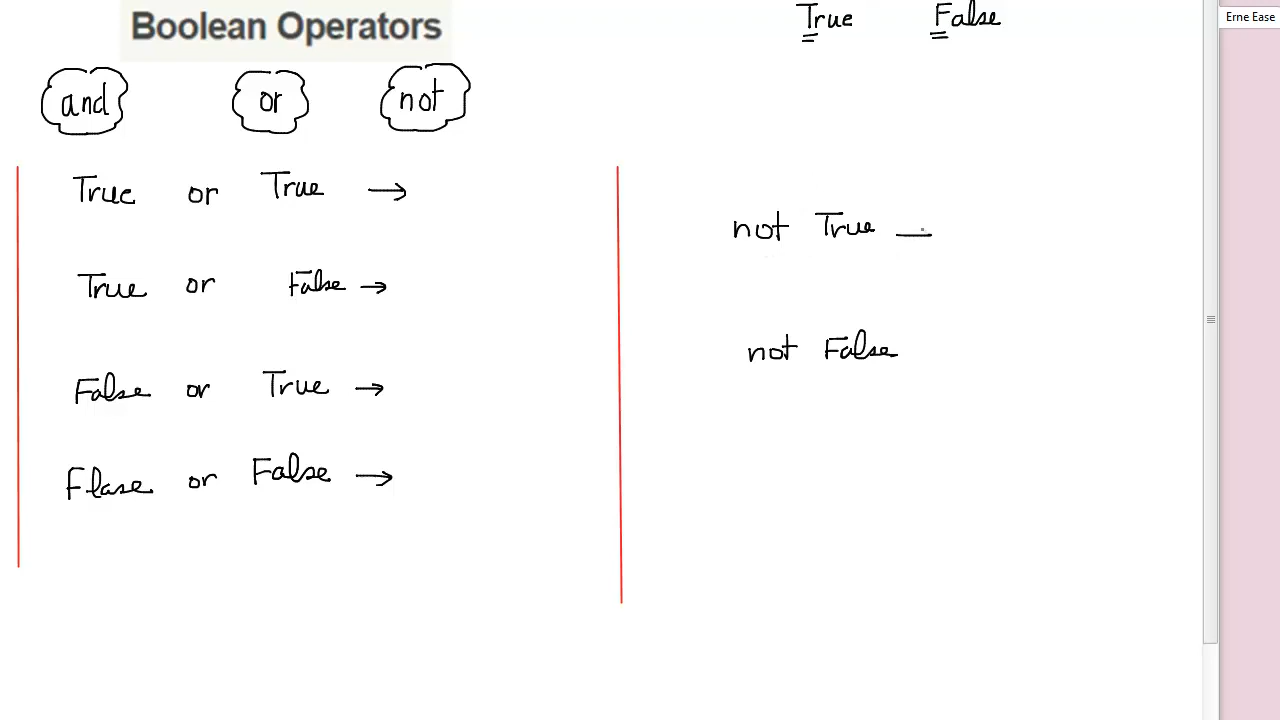 Boolean Operators
True False
Erne Ease
and or not
True or True →
not True —
True or False →
not False
False or True →
Flase or False →